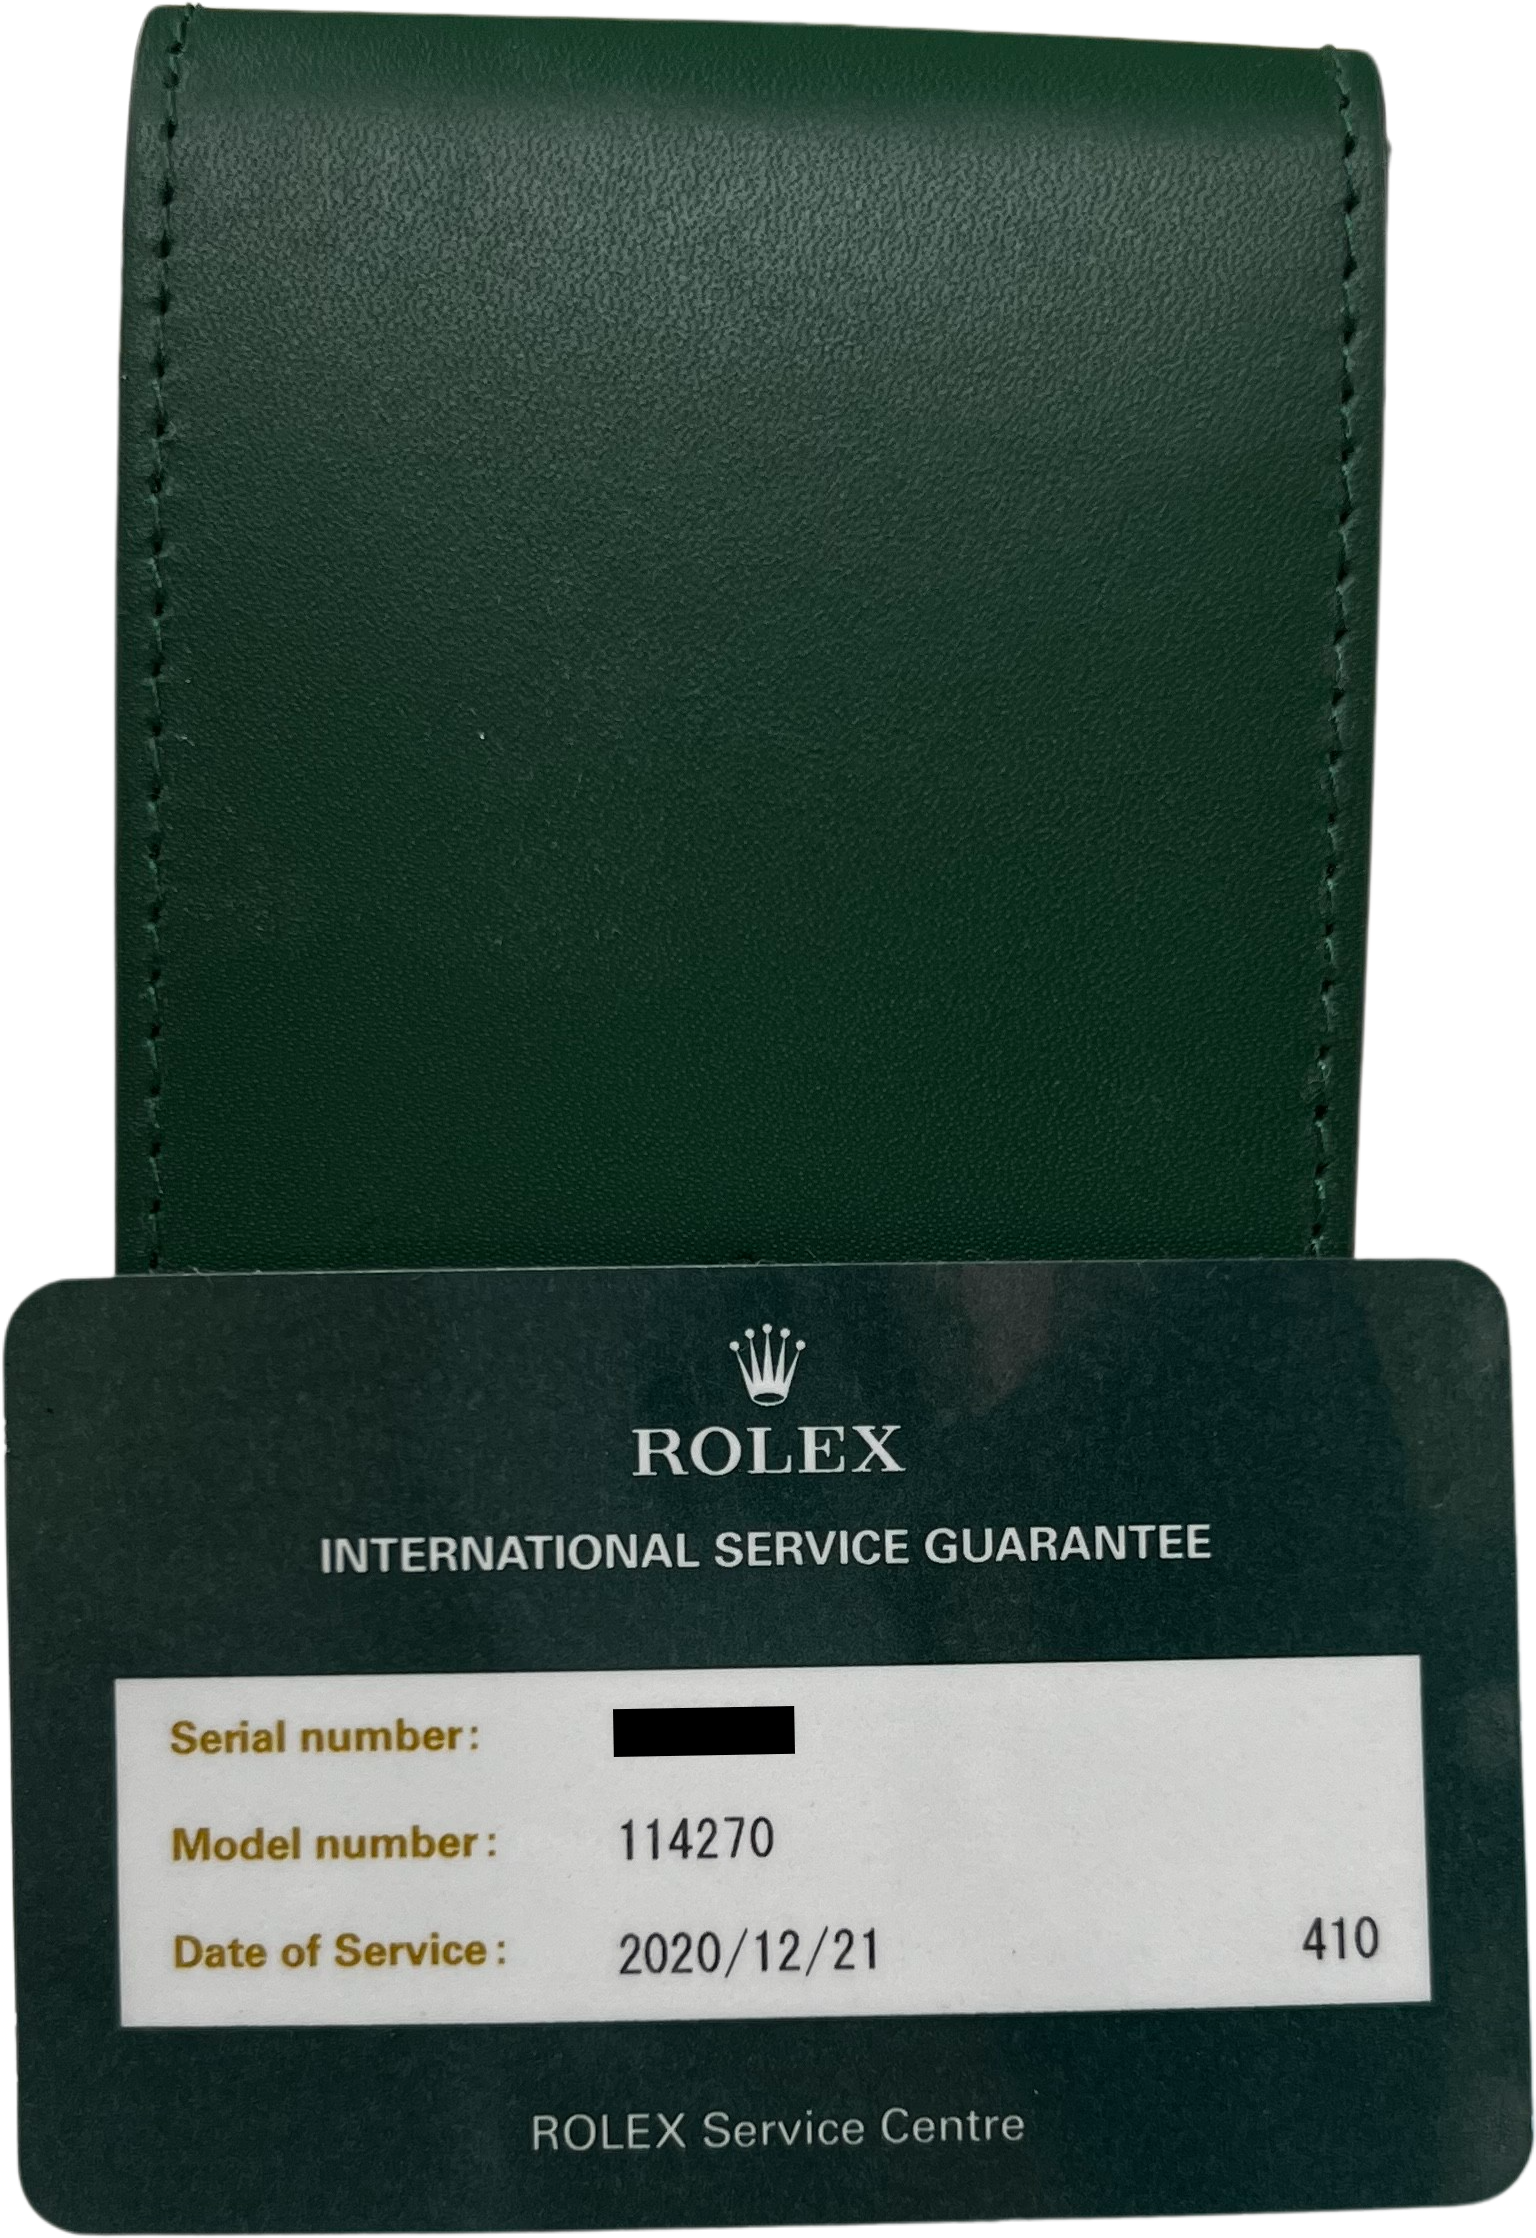 ROLEX
INTERNATIONAL SERVICE GUARANTEE
Serial number:
Model number: 114270
Date of Service: 2020/12/21 410
ROLEX Service Centre